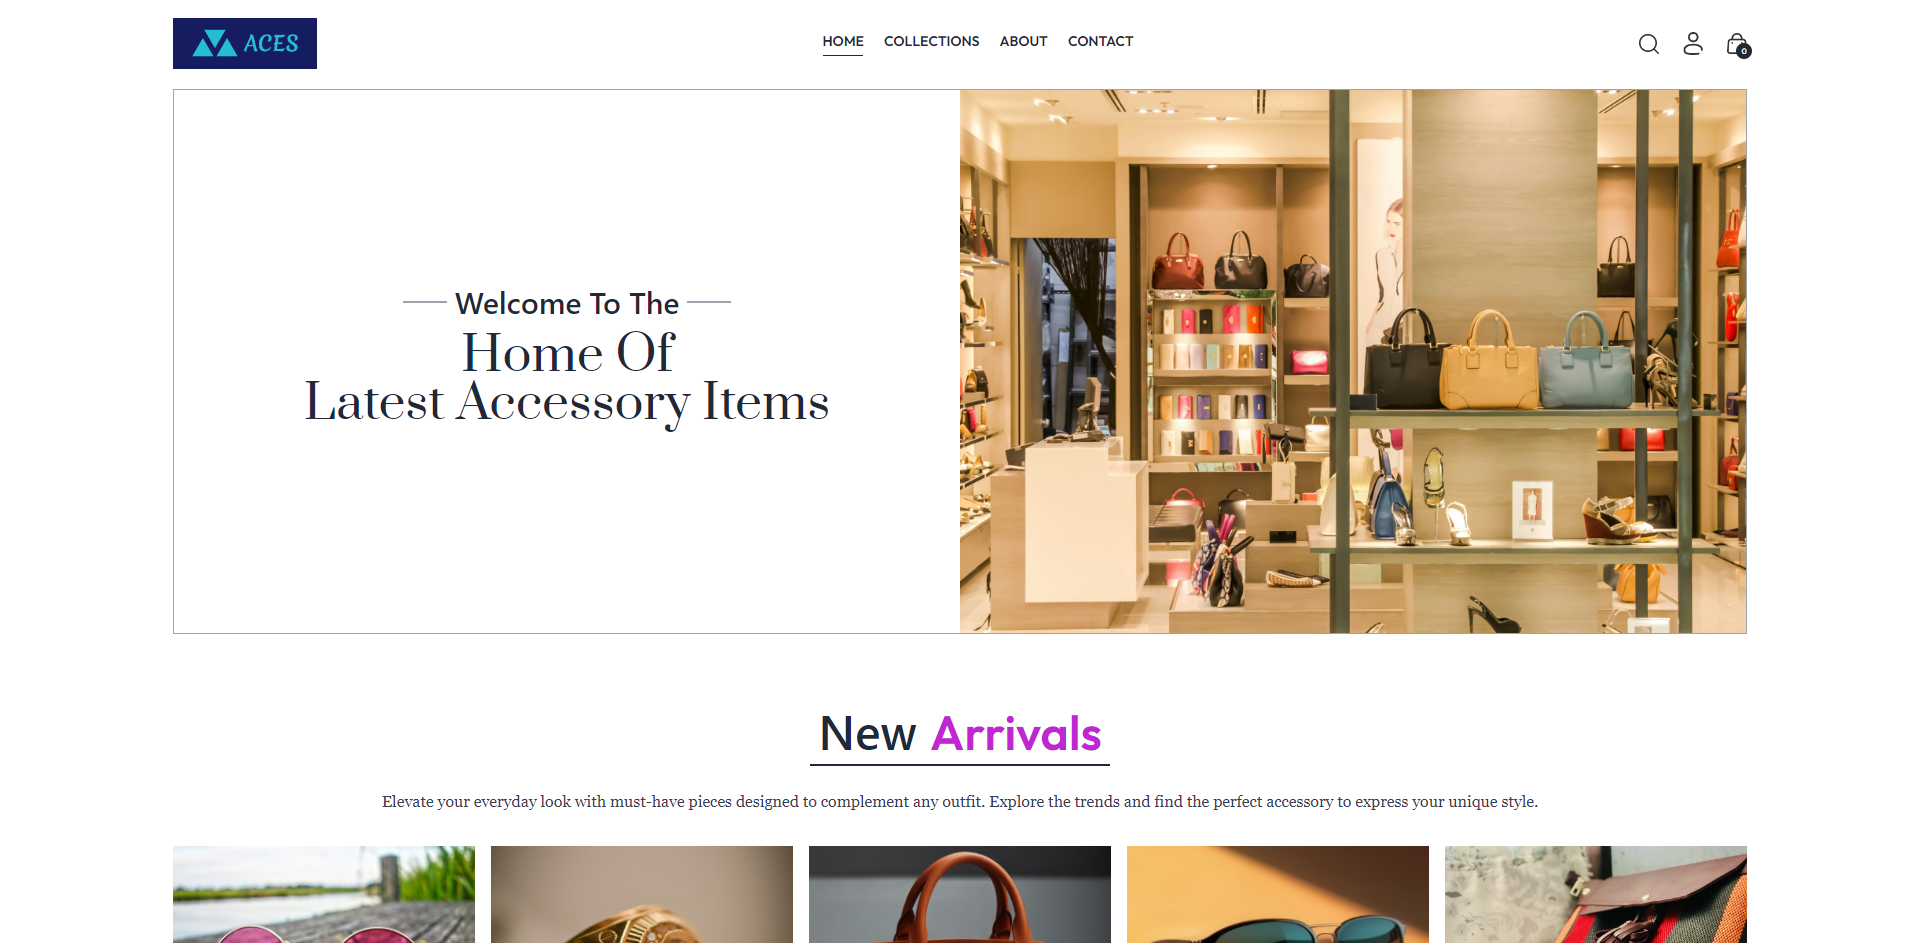 ACES
HOME
COLLECTIONS
ABOUT
CONTACT
0
Welcome To The
Home Of
Latest Accessory Items
New Arrivals
Elevate your everyday look with must-have pieces designed to complement any outfit. Explore the trends and find the perfect accessory to express your unique style.